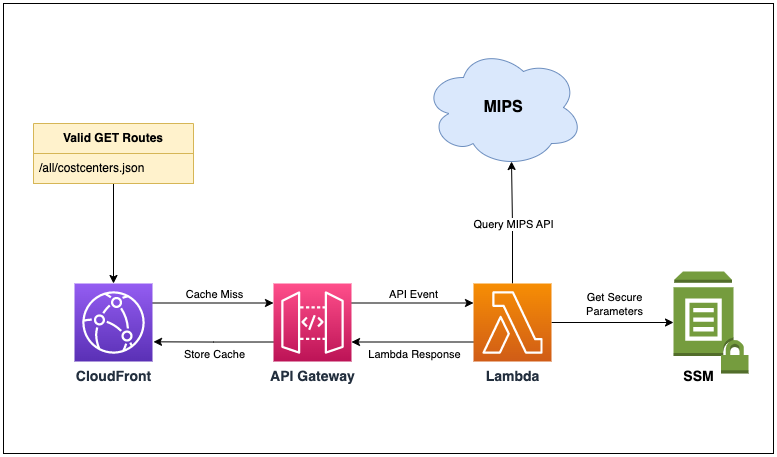 MIPS
Valid GET Routes
/all/costcenters.json
Query MIPS API
Cache Miss
API Event
Get Secure
Parameters
Store Cache
Lambda Response
CloudFront
API Gateway
Lambda
SSM